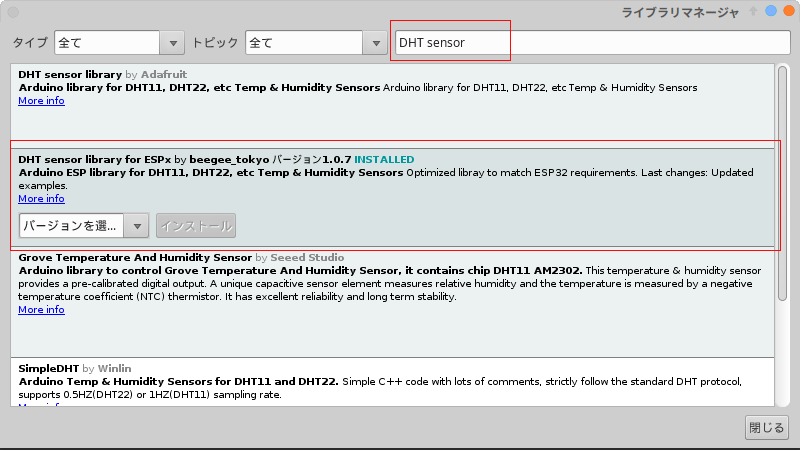 ライブラリマネージャ
タイプ 全て トピック 全て DHT sensor
DHT sensor library by Adafruit
Arduino library for DHT11, DHT22, etc Temp & Humidity Sensors Arduino library for DHT11, DHT22, etc Temp & Humidity Sensors
More info
DHT sensor library for ESPx by beegee_tokyo バージョン1.0.7 INSTALLED
Arduino ESP library for DHT11, DHT22, etc Temp & Humidity Sensors Optimized libray to match ESP32 requirements. Last changes: Updated
examples.
More info
バージョンを選... インストール
Grove Temperature And Humidity Sensor by Seeed Studio
Arduino library to control Grove Temperature And Humidity Sensor, it contains chip DHT11 AM2302. This temperature & humidity sensor
provides a pre-calibrated digital output. A unique capacitive sensor element measures relative humidity and the temperature is measured by a negative
temperature coefficient (NTC) thermistor. It has excellent reliability and long term stability.
More info
SimpleDHT by Winlin
Arduino Temp & Humidity Sensors for DHT11 and DHT22. Simple C++ code with lots of comments, strictly follow the standard DHT protocol,
supports 0.5HZ(DHT22) or 1HZ(DHT11) sampling rate.
More info
閉じる